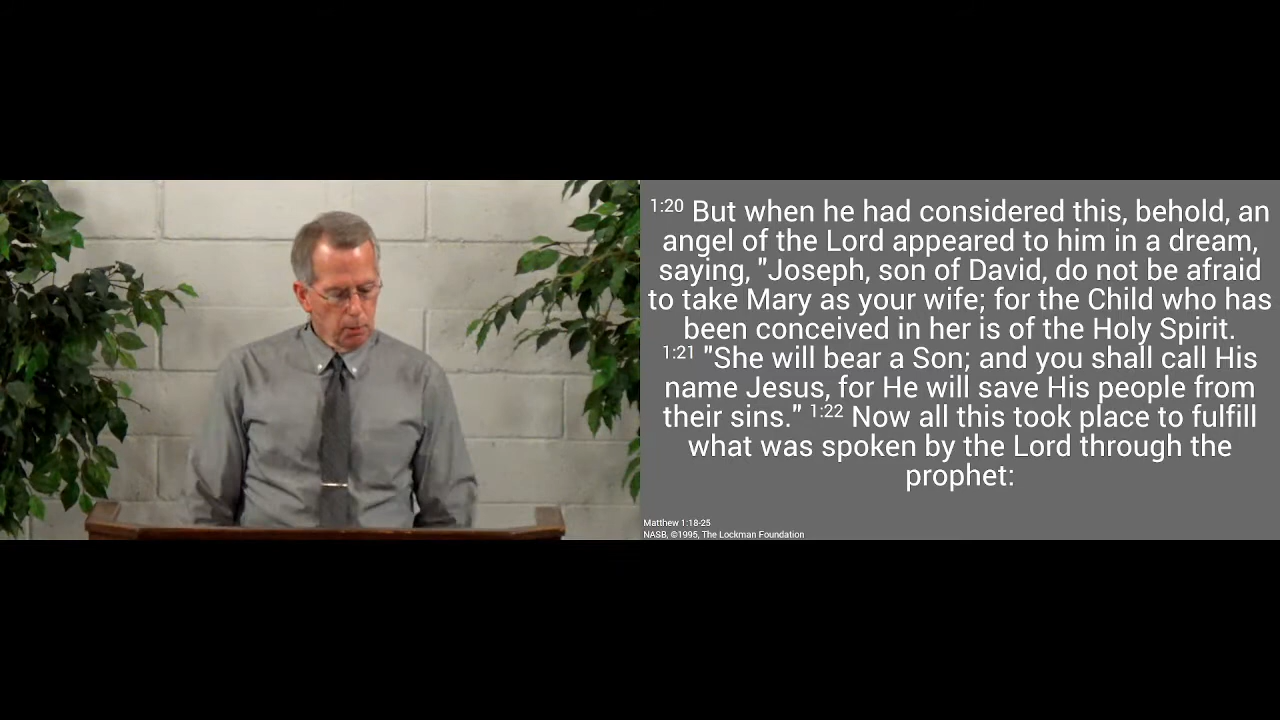 1:20 But when he had considered this, behold, an
angel of the Lord appeared to him in a dream,
saying, "Joseph, son of David, do not be afraid
to take Mary as your wife; for the Child who has
been conceived in her is of the Holy Spirit.
1:21 "She will bear a Son; and you shall call His
name Jesus, for He will save His people from
their sins." 1:22 Now all this took place to fulfill
what was spoken by the Lord through the
prophet:
Matthew 1:18-25
NASB, ©1995, The Lockman Foundation